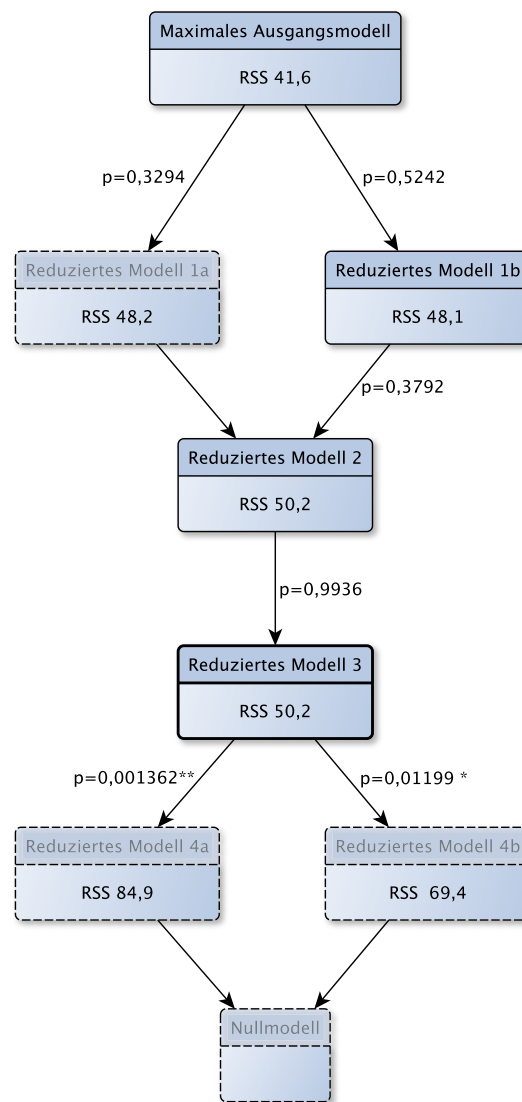 Maximales Ausgangsmodell
RSS 41,6
p=0,3294
p=0,5242
Reduziertes Modell 1a
RSS 48,2
Reduziertes Modell 1b
RSS 48,1
p=0,3792
Reduziertes Modell 2
RSS 50,2
p=0,9936
Reduziertes Modell 3
RSS 50,2
p=0,001362**
p=0,01199 *
Reduziertes Modell 4a
RSS 84,9
Reduziertes Modell 4b
RSS 69,4
Nullmodell